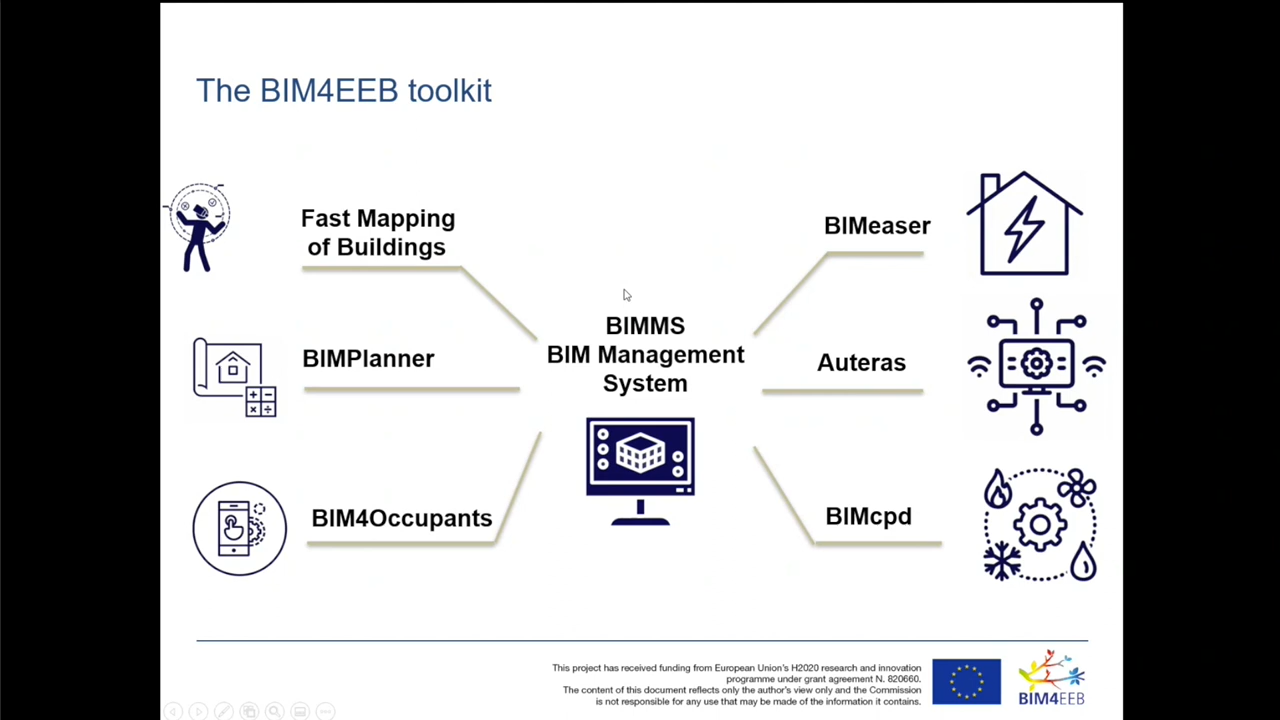 The BIM4EEB toolkit
Fast Mapping
of Buildings
BIMPlanner
BIM4Occupants
BIMMS
BIM Management
System
BIMeaser
Auteras
BIMcpd
This project has received funding from European Union's H2020 research and innovation
programme under grant agreement N. 820660.
The content of this document reflects only the author's view only and the Commission
is not responsible for any use that may be made of the information it contains.
BIM4EEB